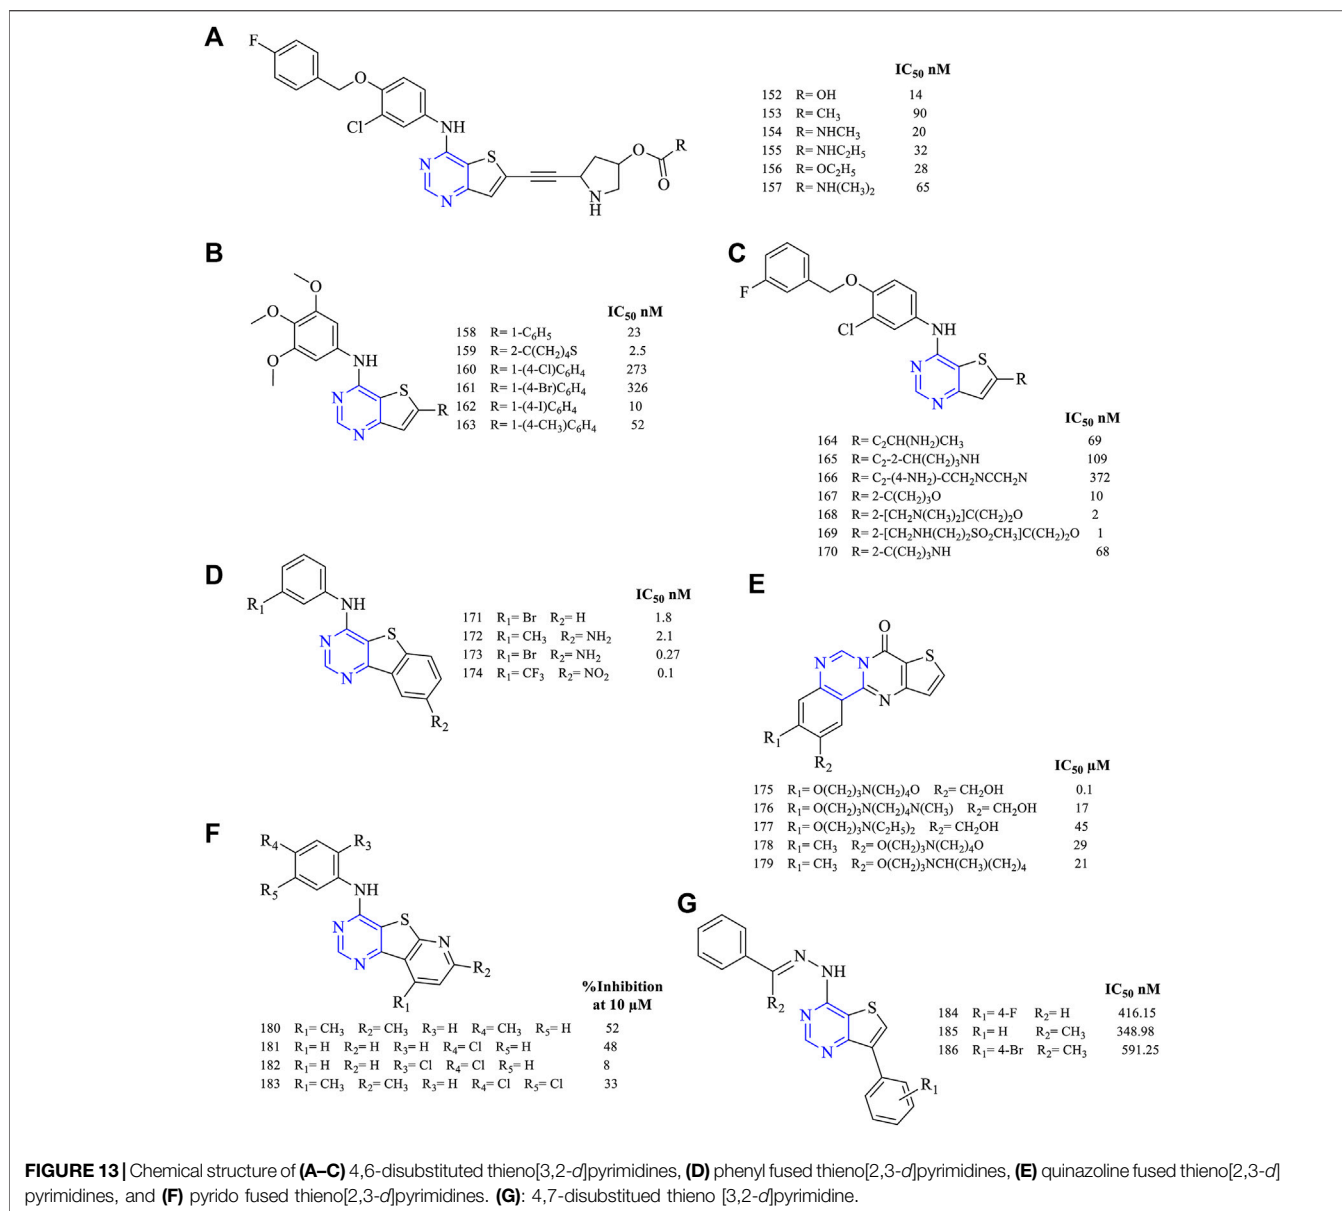 A
F
O
Cl
NH
N
S
N
N
H
O
R
O
IC50 nM
152 R= OH 14
153 R= CH3 90
154 R= NHCH3 20
155 R= NHC2H5 32
156 R= OC2H5 28
157 R= NH(CH3)2 65
B
O
O
O
NH
N
S
N
R
IC50 nM
158 R= 1-C6H5 23
159 R= 2-C(CH2)4S 2.5
160 R= 1-(4-Cl)C6H4 273
161 R= 1-(4-Br)C6H4 326
162 R= 1-(4-I)C6H4 10
163 R= 1-(4-CH3)C6H4 52
C
F
O
Cl
NH
N
S
N
R
IC50 nM
164 R= C2CH(NH2)CH3 69
165 R= C2-2-CH(CH2)3NH 109
166 R= C2-(4-NH2)-CCH2NCCH2N 372
167 R= 2-C(CH2)3O 10
168 R= 2-[CH2N(CH3)2]C(CH2)2O 2
169 R= 2-[CH2NH(CH2)2SO2CH3]C(CH2)2O 1
170 R= 2-C(CH2)3NH 68
D
R1
NH
N
S
N
R2
IC50 nM
171 R1= Br R2= H 1.8
172 R1= CH3 R2= NH2 2.1
173 R1= Br R2= NH2 0.27
174 R1= CF3 R2= NO2 0.1
E
O
N
N
S
N
R1
R2
IC50 µM
175 R1= O(CH2)3N(CH2)4O R2= CH2OH 0.1
176 R1= O(CH2)3N(CH2)4N(CH3) R2= CH2OH 17
177 R1= O(CH2)3N(C2H5)2 R2= CH2OH 45
178 R1= CH3 R2= O(CH2)3N(CH2)4O 29
179 R1= CH3 R2= O(CH2)3NCH(CH3)(CH2)4 21
F
R4
R3
R5
NH
N
S
N
N
R2
R1
%Inhibition
at 10 µM
180 R1= CH3 R2= CH3 R3= H R4= CH3 R5= H 52
181 R1= H R2= H R3= H R4= Cl R5= H 48
182 R1= H R2= H R3= Cl R4= Cl R5= H 8
183 R1= CH3 R2= CH3 R3= H R4= Cl R5= Cl 33
G
N
NH
R2
N
S
N
R1
IC50 nM
184 R1= 4-F R2= H 416.15
185 R1= H R2= CH3 348.98
186 R1= 4-Br R2= CH3 591.25
FIGURE 13 | Chemical structure of (A–C) 4,6-disubstituted thieno[3,2-d]pyrimidines, (D) phenyl fused thieno[2,3-d]pyrimidines, (E) quinazoline fused thieno[2,3-d]
pyrimidines, and (F) pyrido fused thieno[2,3-d]pyrimidines. (G): 4,7-disubstitued thieno [3,2-d]pyrimidine.